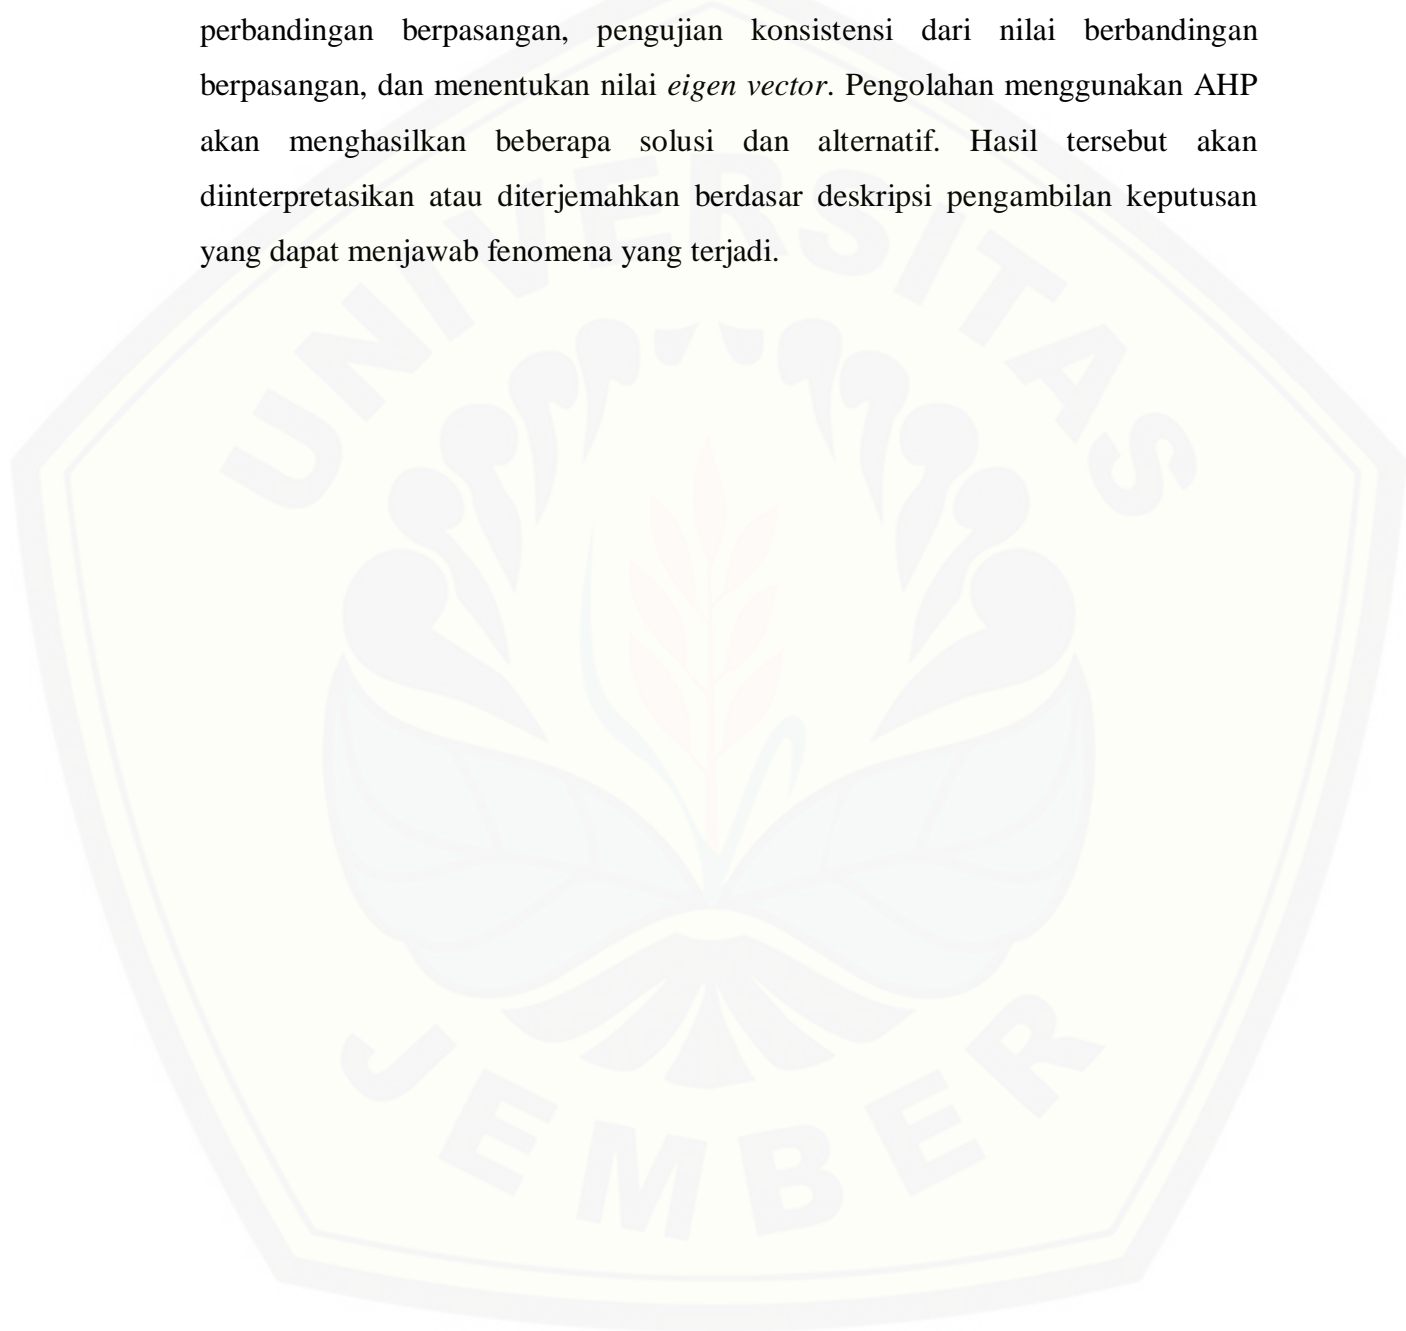 perbandingan berpasangan, pengujian konsistensi dari nilai berbandingan
berpasangan, dan menentukan nilai eigen vector. Pengolahan menggunakan AHP
akan menghasilkan beberapa solusi dan alternatif. Hasil tersebut akan
diinterpretasikan atau diterjemahkan berdasar deskripsi pengambilan keputusan
yang dapat menjawab fenomena yang terjadi.
UNIVERSITAS
JEMBER